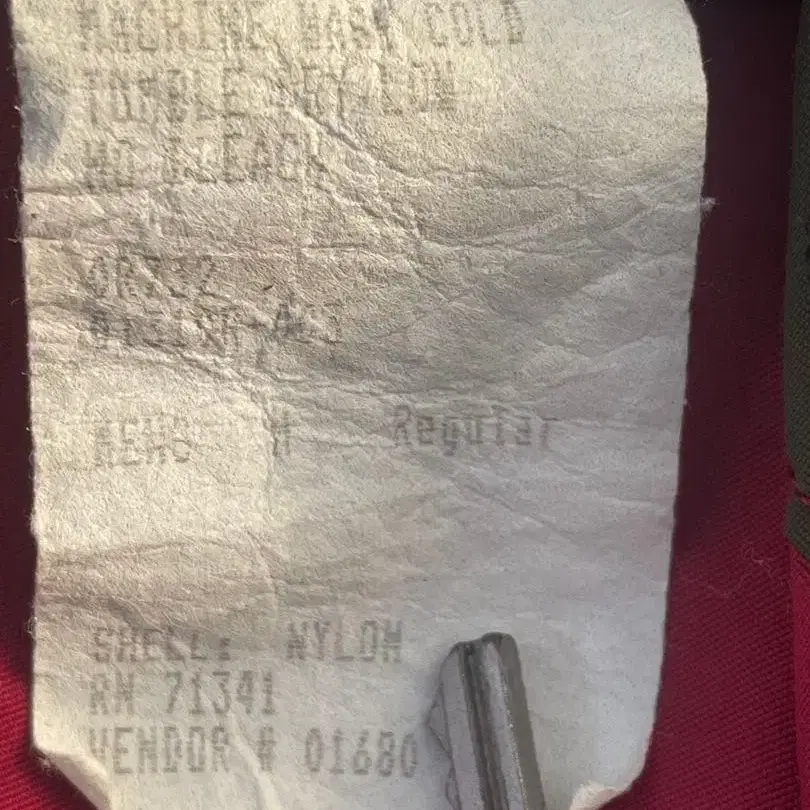 MACHINE WASH COLD
TUMBLE DRY LOW
NO BLEACH
MENS M Regular
SHELL: NYLON
RN 71341
VENDOR # 01680